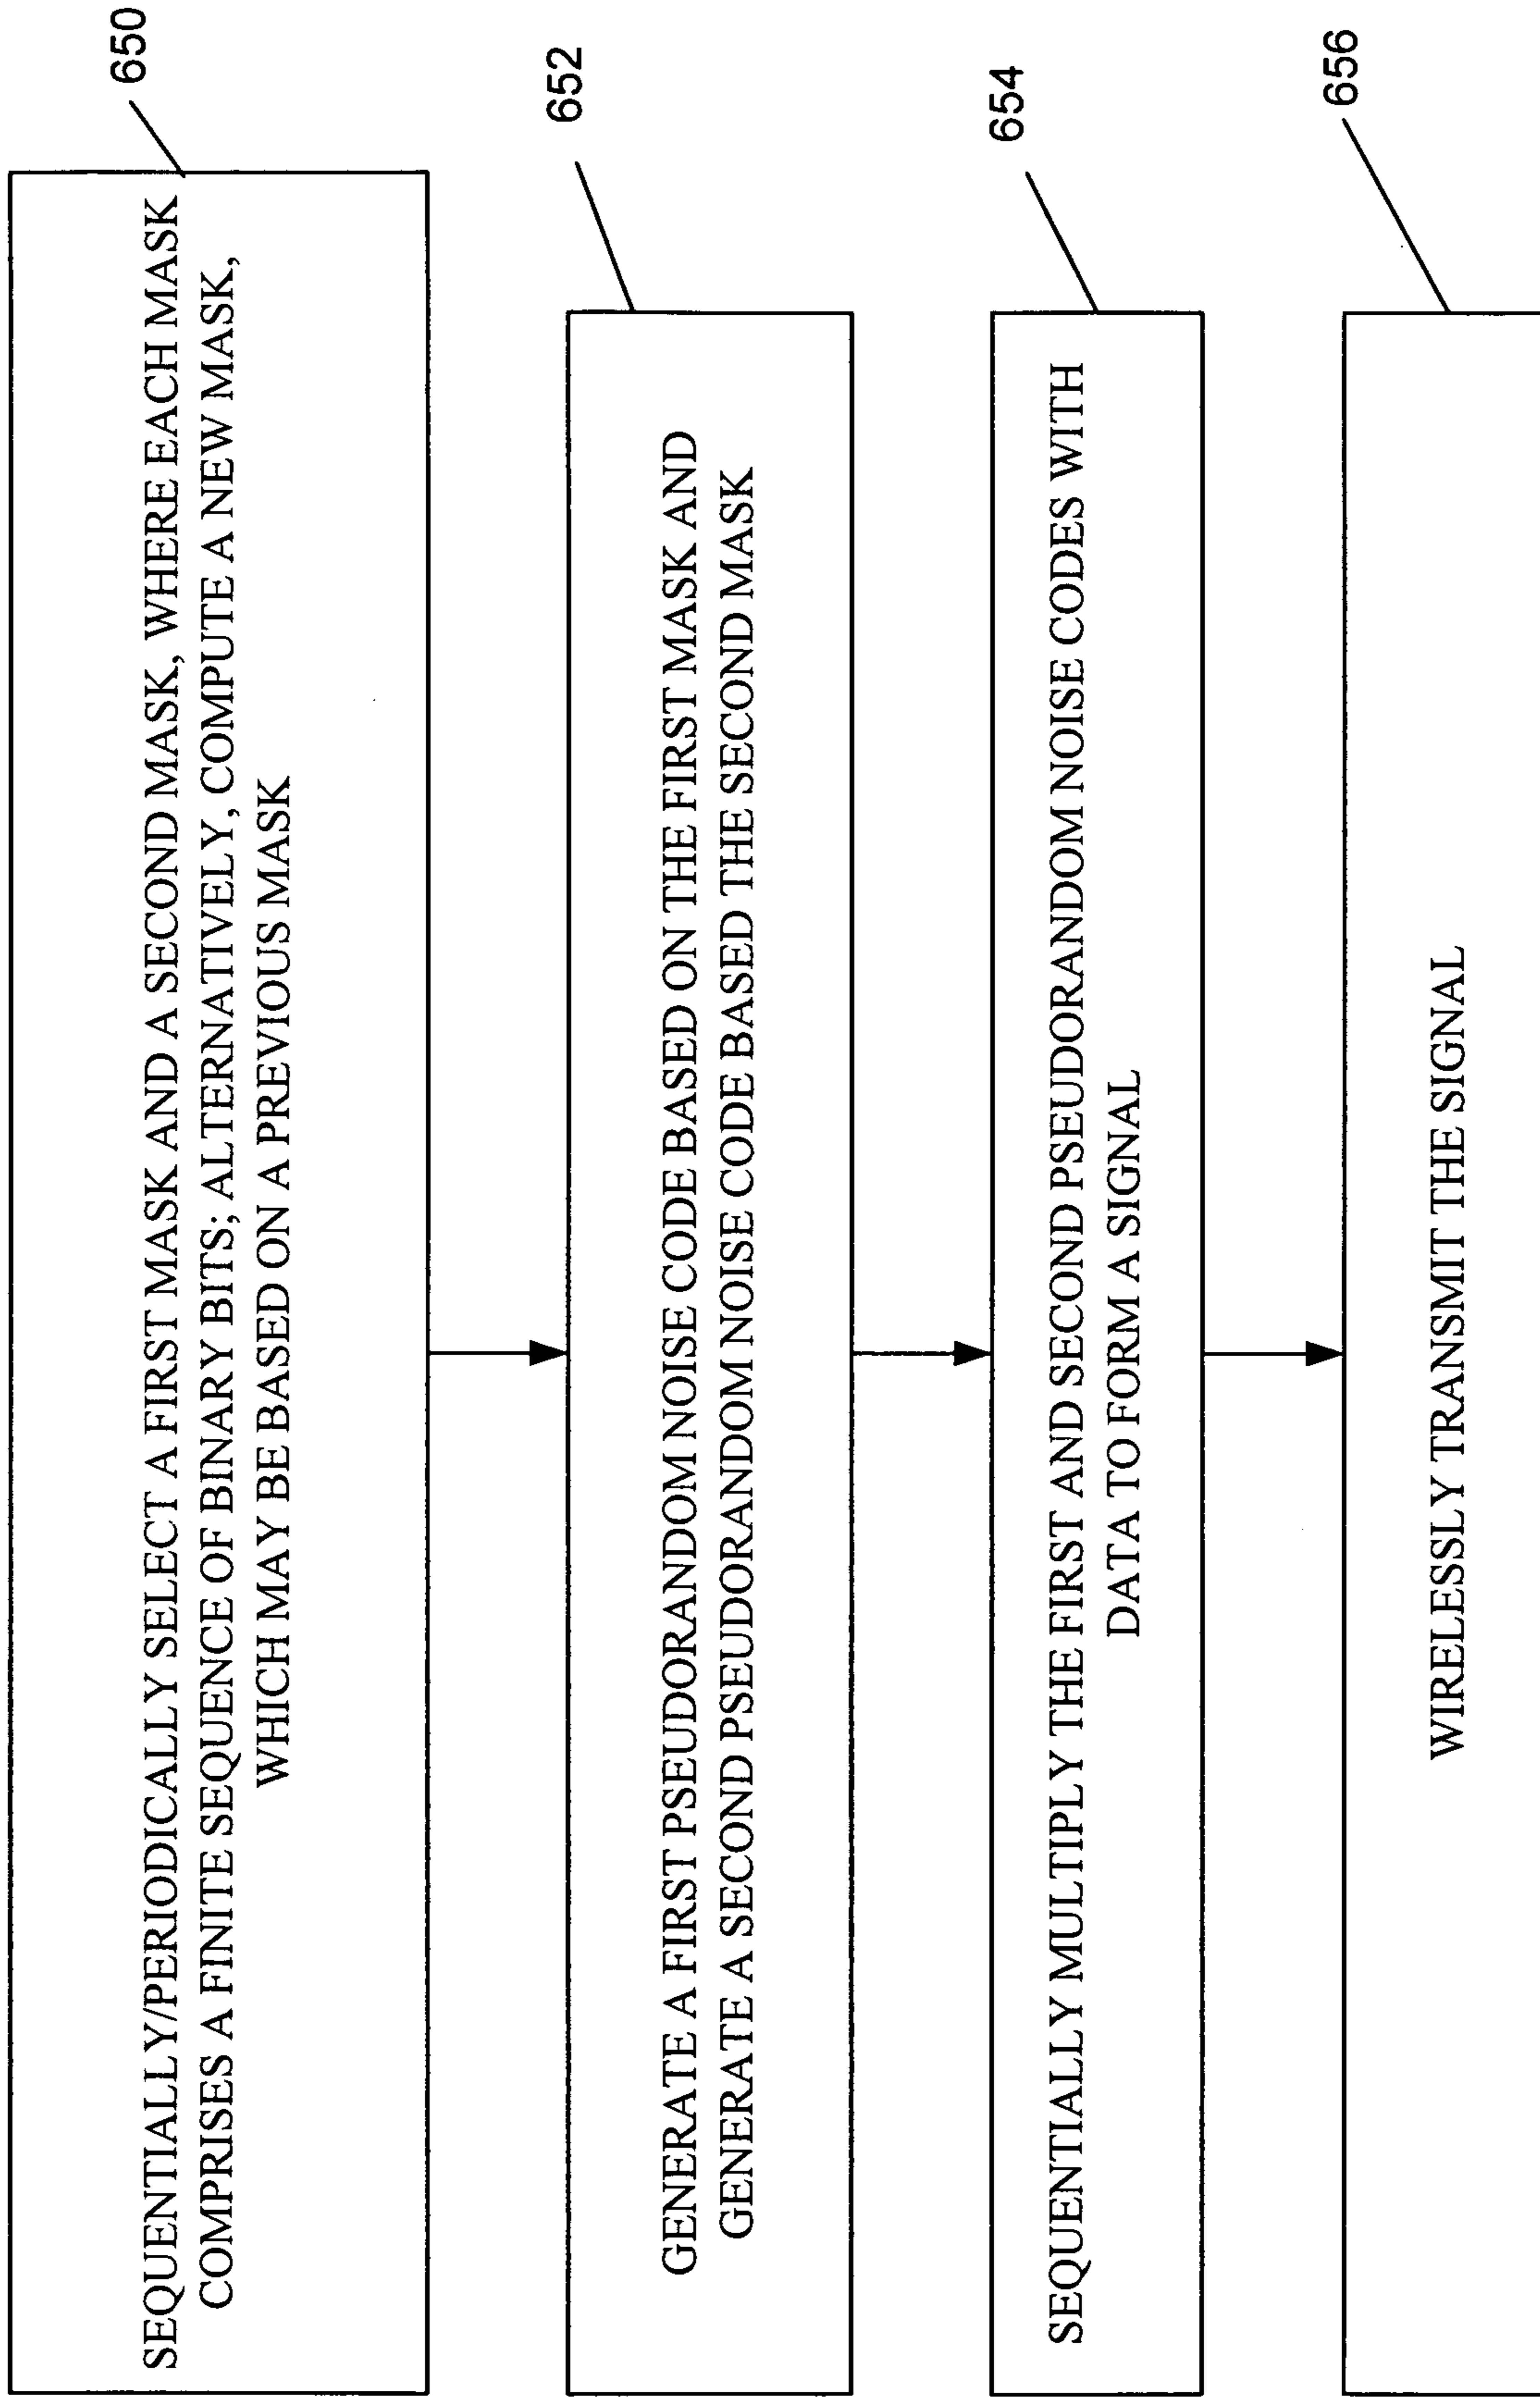 SEQUENTIALLY/PERIODICALLY SELECT A FIRST MASK AND A SECOND MASK, WHERE EACH MASK
COMPRISES A FINITE SEQUENCE OF BINARY BITS; ALTERNATIVELY, COMPUTE A NEW MASK,
WHICH MAY BE BASED ON A PREVIOUS MASK
650
GENERATE A FIRST PSEUDORANDOM NOISE CODE BASED ON THE FIRST MASK AND
GENERATE A SECOND PSEUDORANDOM NOISE CODE BASED THE SECOND MASK
652
SEQUENTIALLY MULTIPLY THE FIRST AND SECOND PSEUDORANDOM NOISE CODES WITH
DATA TO FORM A SIGNAL
654
WIRELESSLY TRANSMIT THE SIGNAL
656